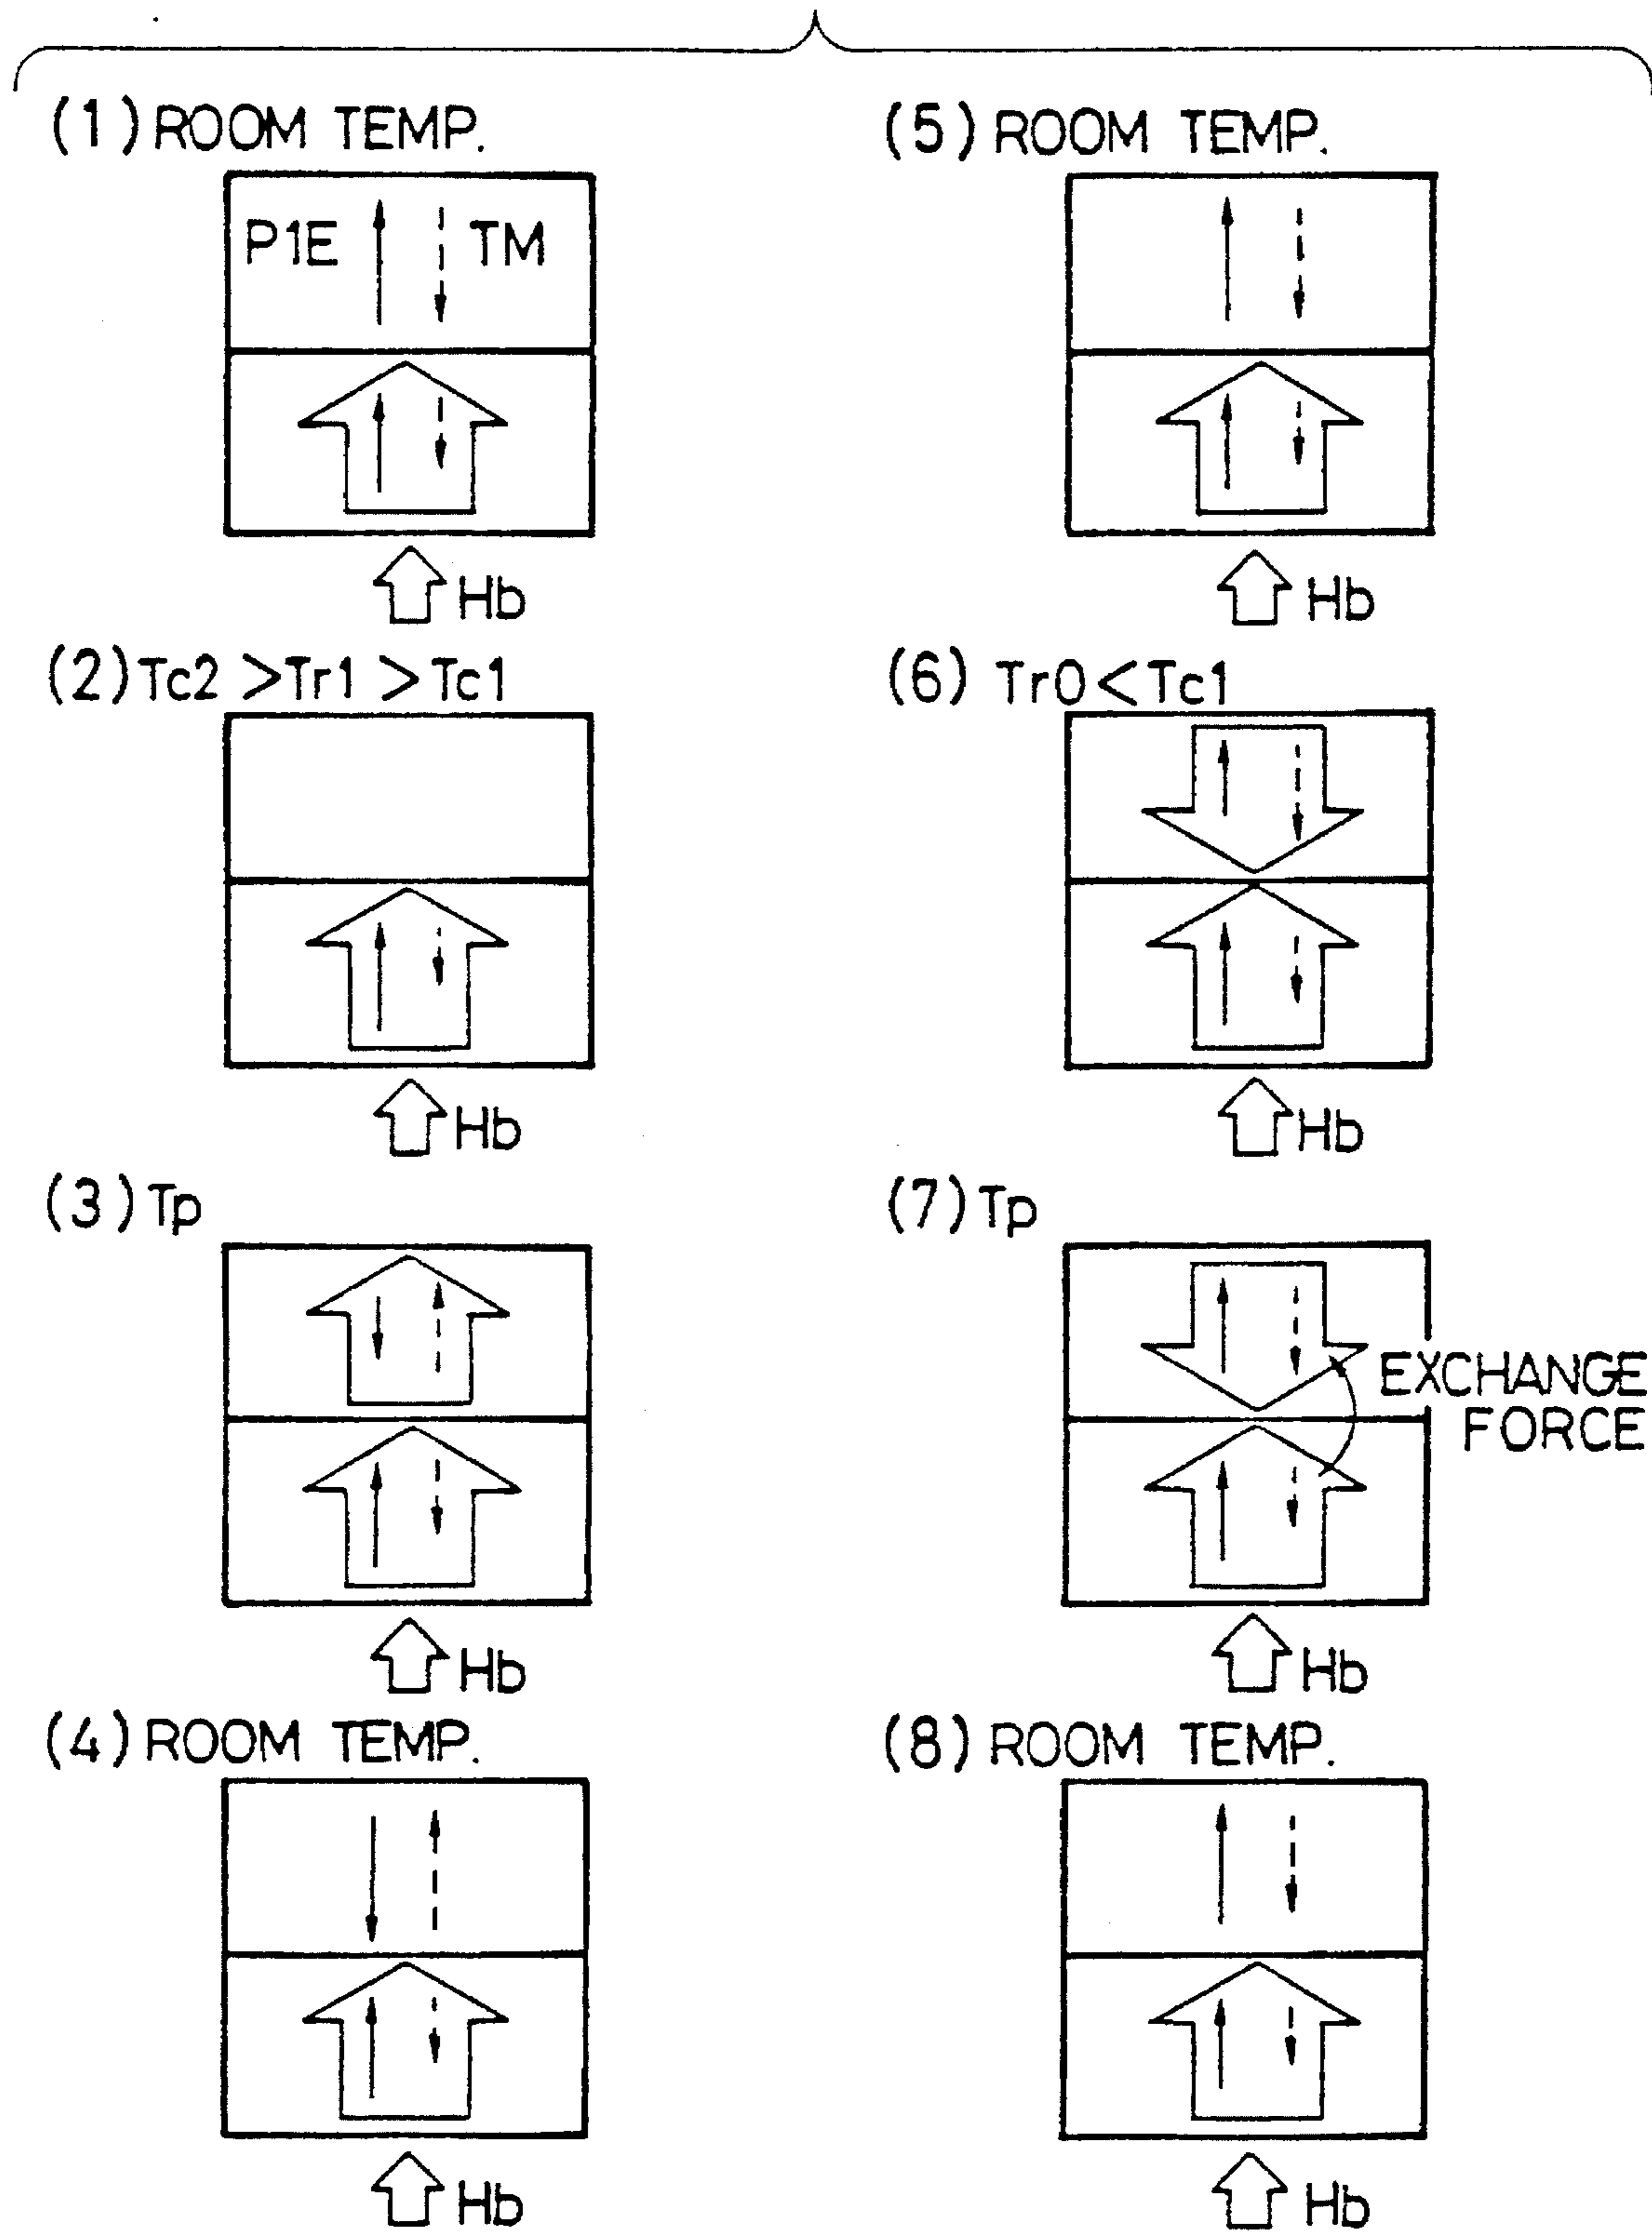 (1) ROOM TEMP.
P1E TM
Hb
(2) Tc2 > Tr1 > Tc1
Hb
(3) Tp
Hb
(4) ROOM TEMP.
Hb
(5) ROOM TEMP.
Hb
(6) Tr0 < Tc1
Hb
(7) Tp
EXCHANGE
FORCE
Hb
(8) ROOM TEMP.
Hb